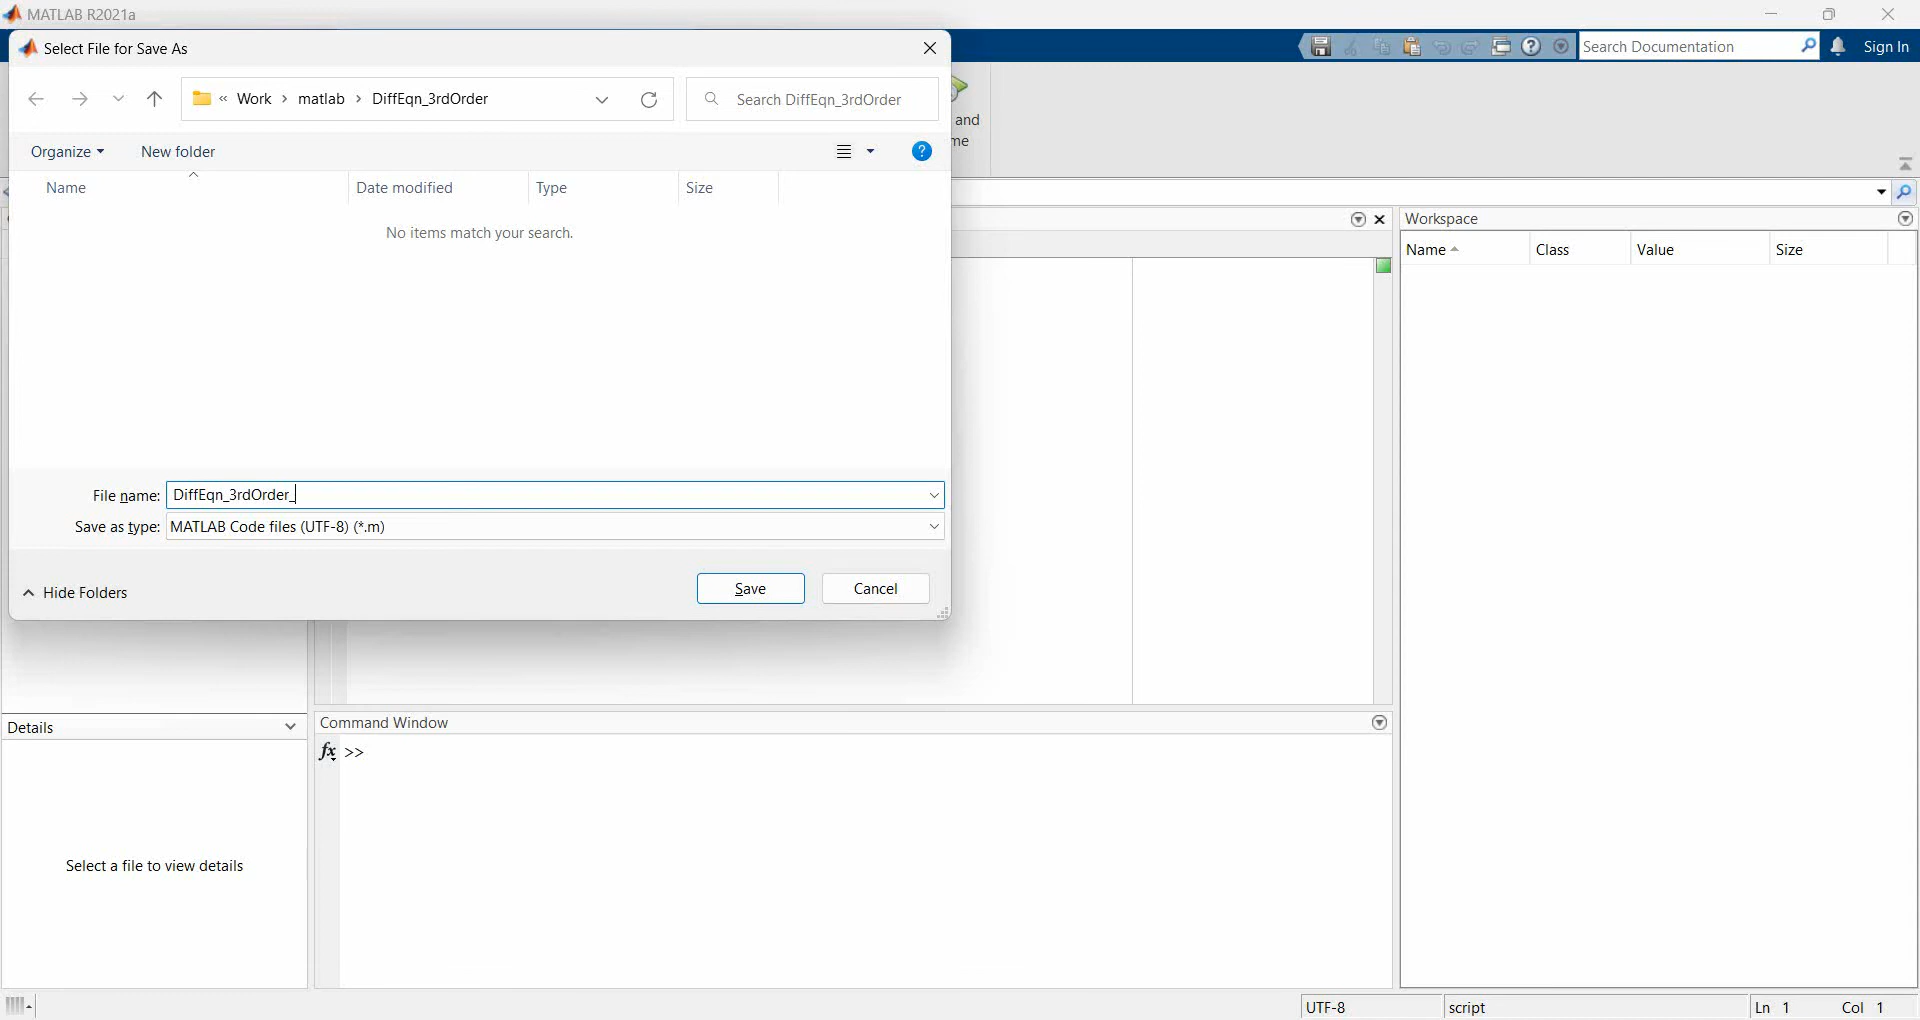 MATLAB R2021a
Select File for Save As
Search Documentation
Sign In
« Work › matlab › DiffEqn_3rdOrder
Search DiffEqn_3rdOrder
and
me
Organize
New folder
Name
Date modified
Type
Size
No items match your search.
Workspace
Name
Class
Value
Size
File name: DiffEqn_3rdOrder_
Save as type: MATLAB Code files (UTF-8) (*.m)
Hide Folders
Save
Cancel
Details
Select a file to view details
Command Window
fx >>
UTF-8
script
Ln 1
Col 1